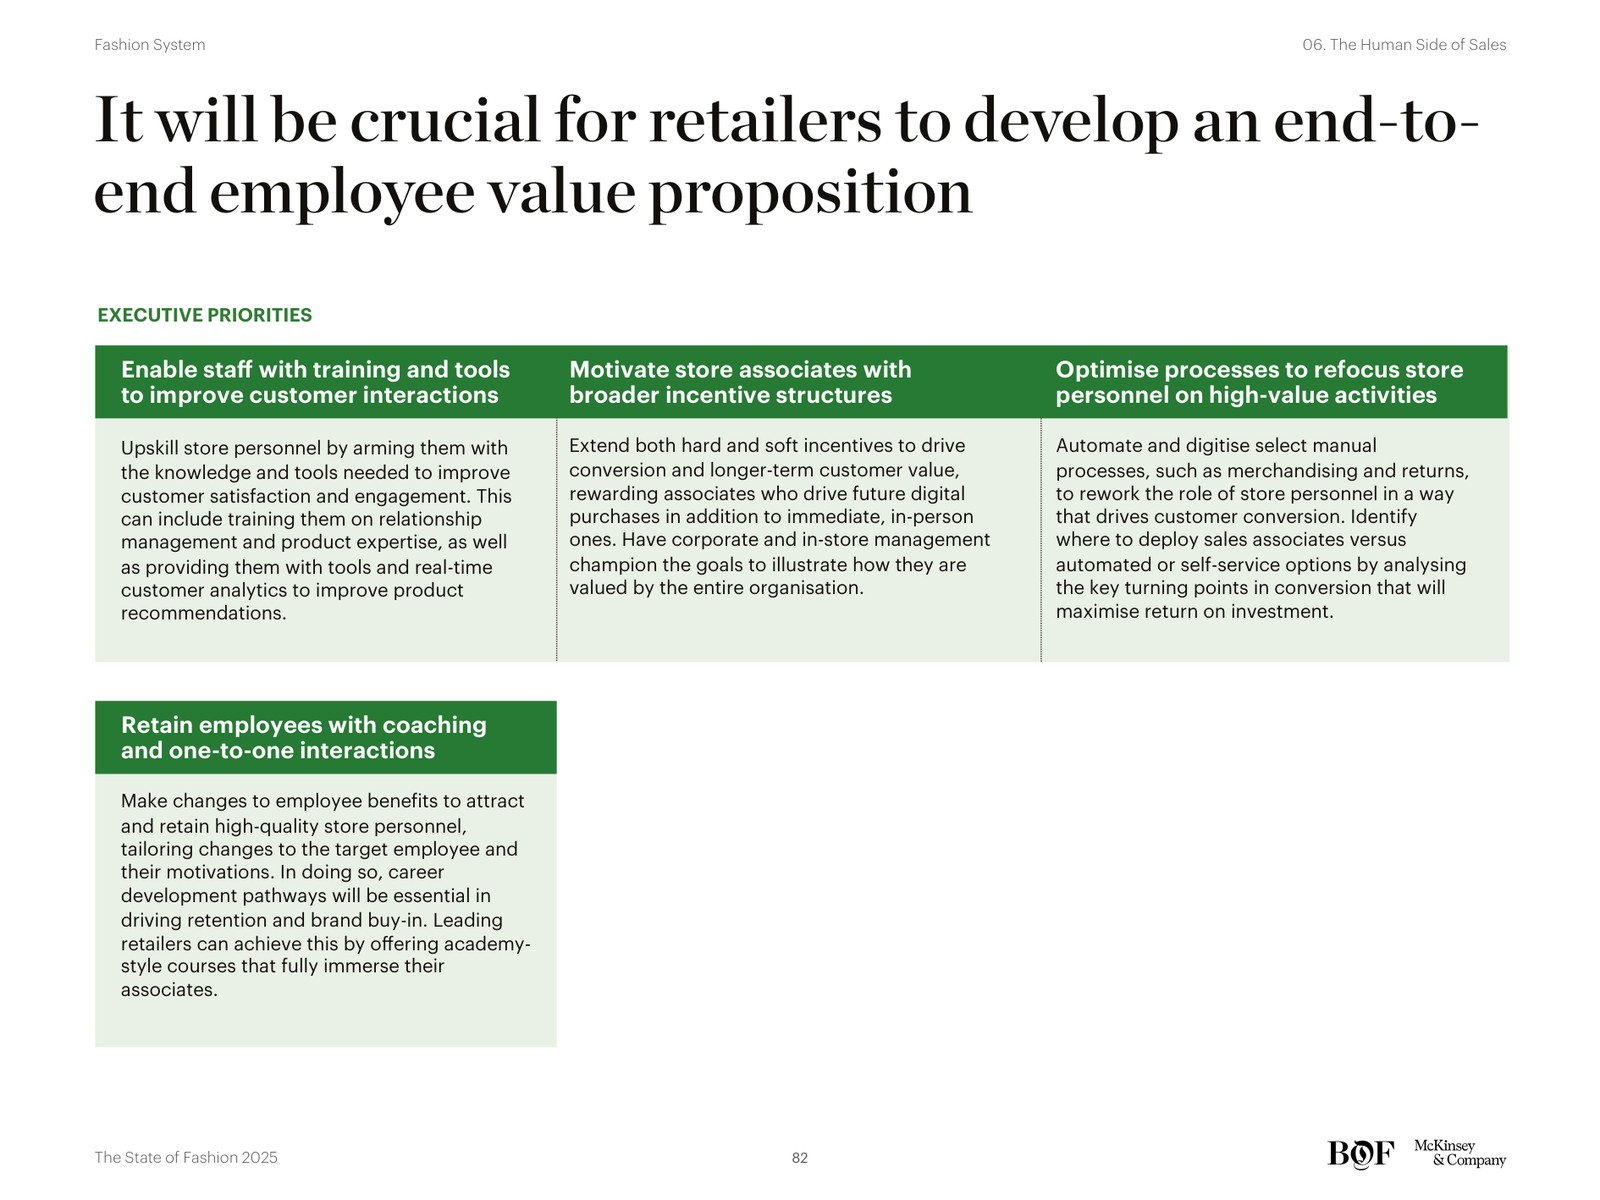 Fashion System
06. The Human Side of Sales
It will be crucial for retailers to develop an end-to-
end employee value proposition
EXECUTIVE PRIORITIES
Enable staff with training and tools
to improve customer interactions
Upskill store personnel by arming them with
the knowledge and tools needed to improve
customer satisfaction and engagement. This
can include training them on relationship
management and product expertise, as well
as providing them with tools and real-time
customer analytics to improve product
recommendations.
Motivate store associates with
broader incentive structures
Extend both hard and soft incentives to drive
conversion and longer-term customer value,
rewarding associates who drive future digital
purchases in addition to immediate, in-person
ones. Have corporate and in-store management
champion the goals to illustrate how they are
valued by the entire organisation.
Optimise processes to refocus store
personnel on high-value activities
Automate and digitise select manual
processes, such as merchandising and returns,
to rework the role of store personnel in a way
that drives customer conversion. Identify
where to deploy sales associates versus
automated or self-service options by analysing
the key turning points in conversion that will
maximise return on investment.
Retain employees with coaching
and one-to-one interactions
Make changes to employee benefits to attract
and retain high-quality store personnel,
tailoring changes to the target employee and
their motivations. In doing so, career
development pathways will be essential in
driving retention and brand buy-in. Leading
retailers can achieve this by offering academy-
style courses that fully immerse their
associates.
The State of Fashion 2025
82
BOF
McKinsey
& Company